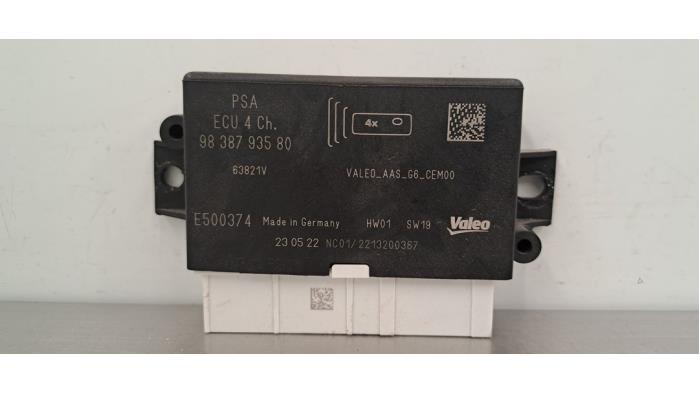 PSA
ECU 4 Ch.
98 387 935 80
63821V
4x
VALEO_AAS_G6_CEM00
E500374 Made in Germany HW01 SW19 Valeo
23 05 22 NC01/2213200367